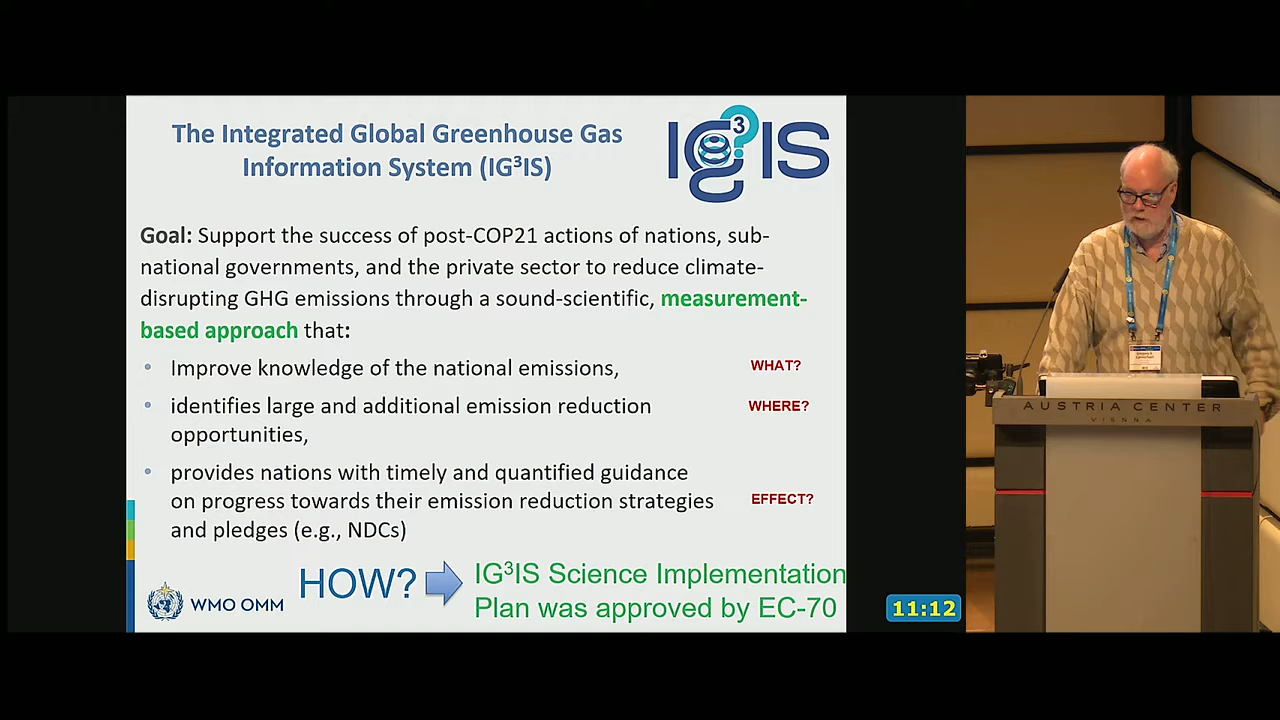 The Integrated Global Greenhouse Gas
Information System (IG³IS)
IG³IS
Goal: Support the success of post-COP21 actions of nations, sub-
national governments, and the private sector to reduce climate-
disrupting GHG emissions through a sound-scientific, measurement-
based approach that:
• Improve knowledge of the national emissions,
WHAT?
• identifies large and additional emission reduction
opportunities,
WHERE?
• provides nations with timely and quantified guidance
on progress towards their emission reduction strategies
and pledges (e.g., NDCs)
EFFECT?
HOW?
IG³IS Science Implementation
Plan was approved by EC-70
WMO OMM
11:12
AUSTRIA CENTER
VIENNA